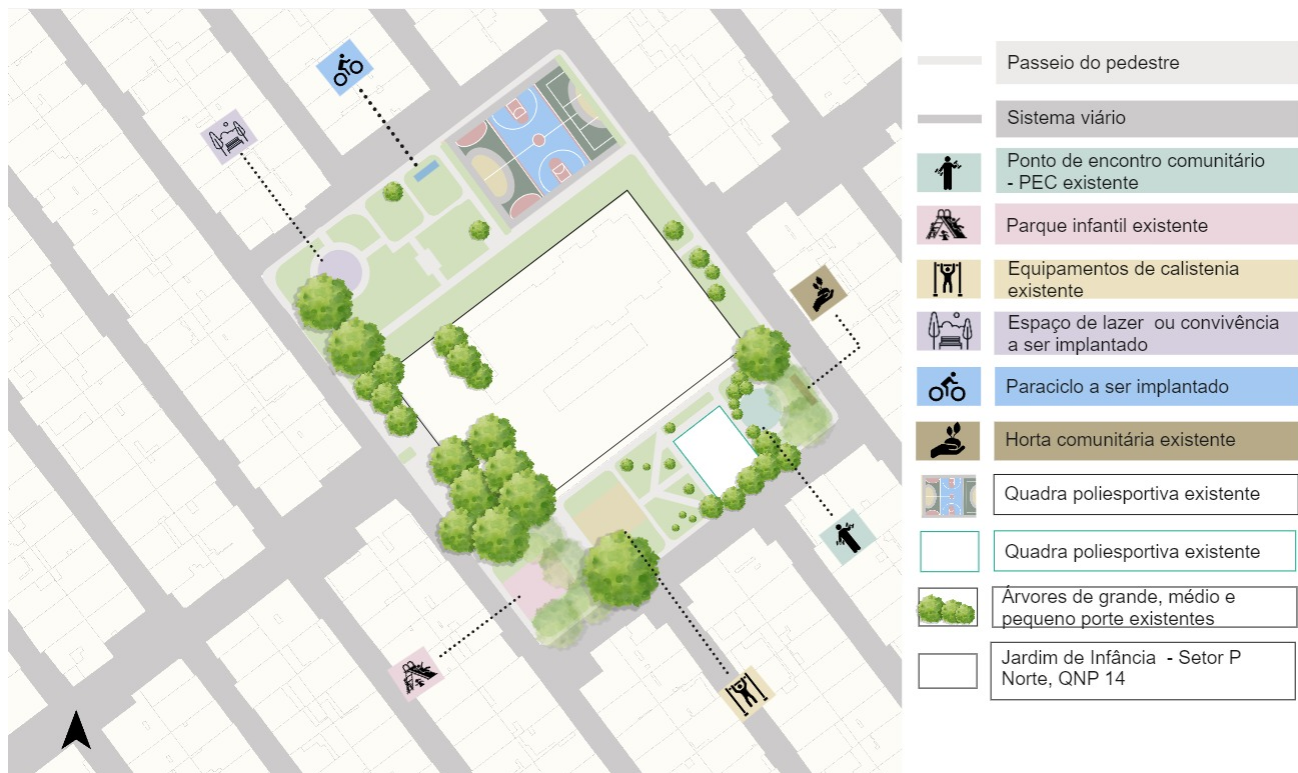 Passeio do pedestre
Sistema viário
Ponto de encontro comunitário
- PEC existente
Parque infantil existente
Equipamentos de calistenia
existente
Espaço de lazer ou convivência
a ser implantado
Paraciclo a ser implantado
Horta comunitária existente
Quadra poliesportiva existente
Quadra poliesportiva existente
Árvores de grande, médio e
pequeno porte existentes
Jardim de Infância - Setor P
Norte, QNP 14